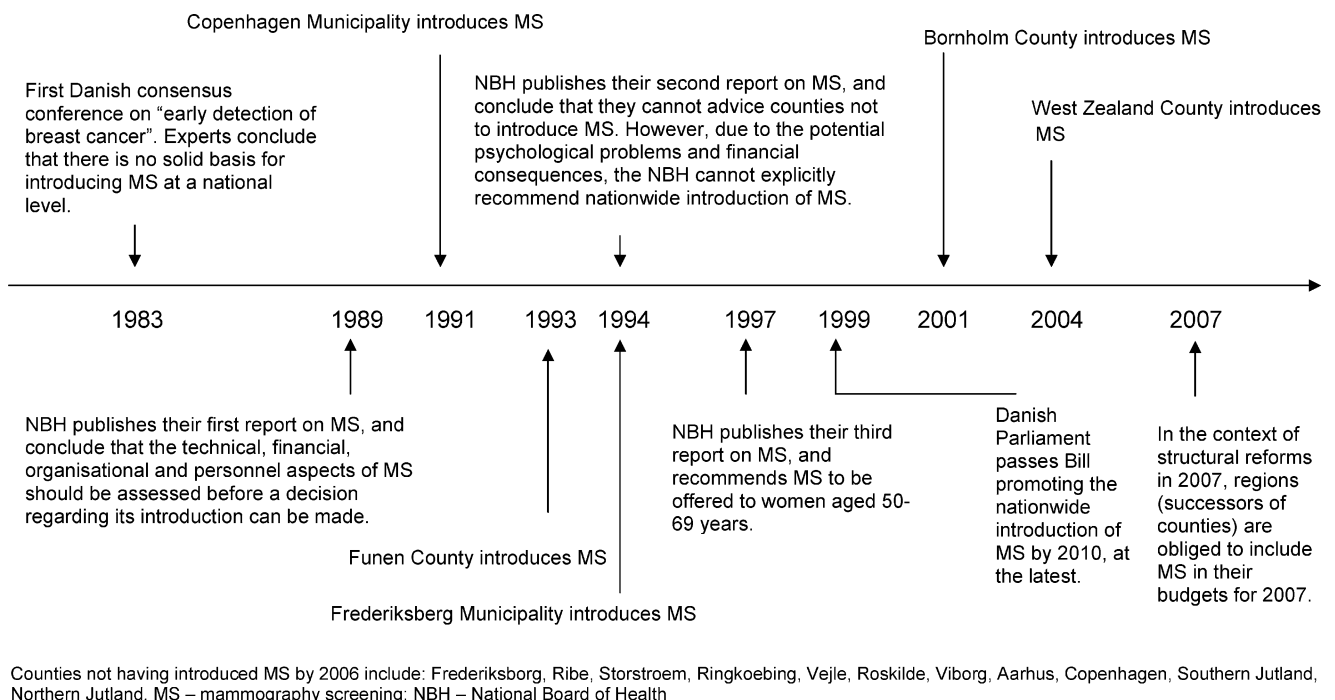 Copenhagen Municipality introduces MS
Bornholm County introduces MS
First Danish consensus
conference on “early detection of
breast cancer”. Experts conclude
that there is no solid basis for
introducing MS at a national
level.
NBH publishes their second report on MS, and
conclude that they cannot advice counties not
to introduce MS. However, due to the potential
psychological problems and financial
consequences, the NBH cannot explicitly
recommend nationwide introduction of MS.
West Zealand County introduces
MS
1983 1989 1991 1993 1994 1997 1999 2001 2004 2007
NBH publishes their first report on MS, and
conclude that the technical, financial,
organisational and personnel aspects of MS
should be assessed before a decision
regarding its introduction can be made.
Funen County introduces MS
Frederiksberg Municipality introduces MS
NBH publishes their third
report on MS, and
recommends MS to be
offered to women aged 50-
69 years.
Danish
Parliament
passes Bill
promoting the
nationwide
introduction of
MS by 2010, at
the latest.
In the context of
structural reforms
in 2007, regions
(successors of
counties) are
obliged to include
MS in their
budgets for 2007.
Counties not having introduced MS by 2006 include: Frederiksborg, Ribe, Storstroem, Ringkoebing, Vejle, Roskilde, Viborg, Aarhus, Copenhagen, Southern Jutland,
Northern Jutland. MS – mammography screening; NBH – National Board of Health